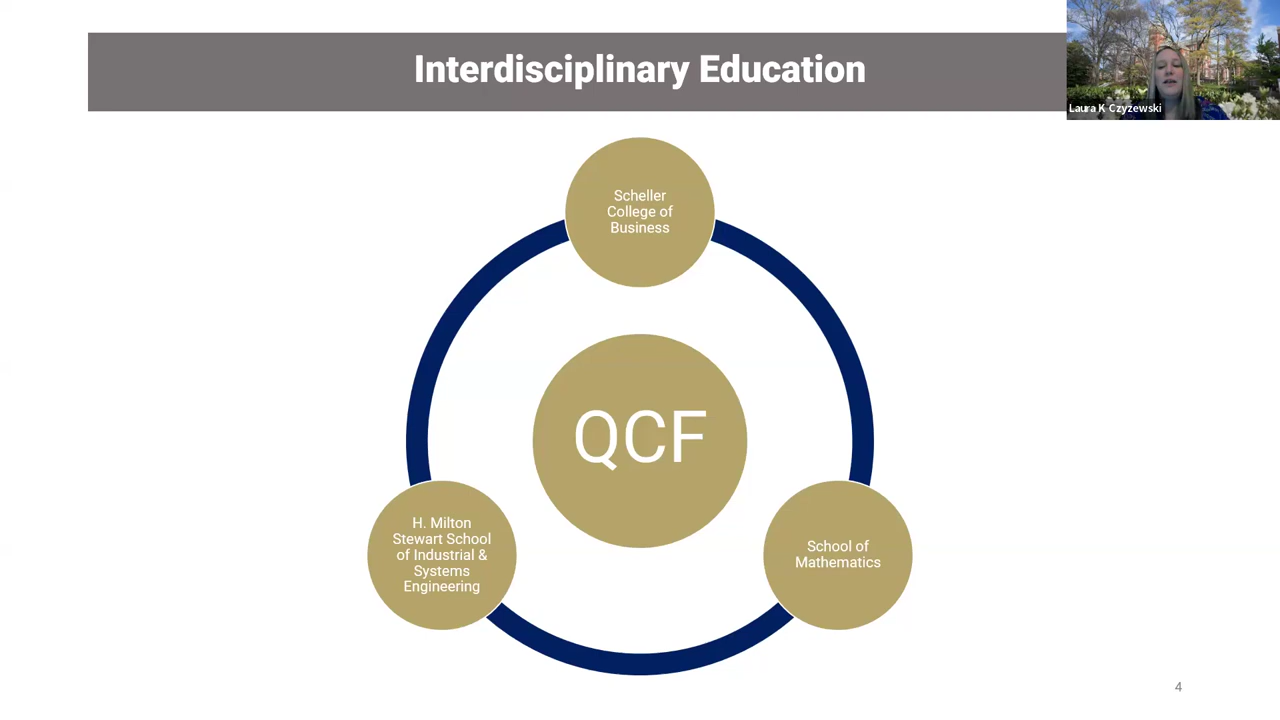 Interdisciplinary Education
Laura K Czyzewski
Scheller
College of
Business
QCF
H. Milton
Stewart School
of Industrial &
Systems
Engineering
School of
Mathematics
4